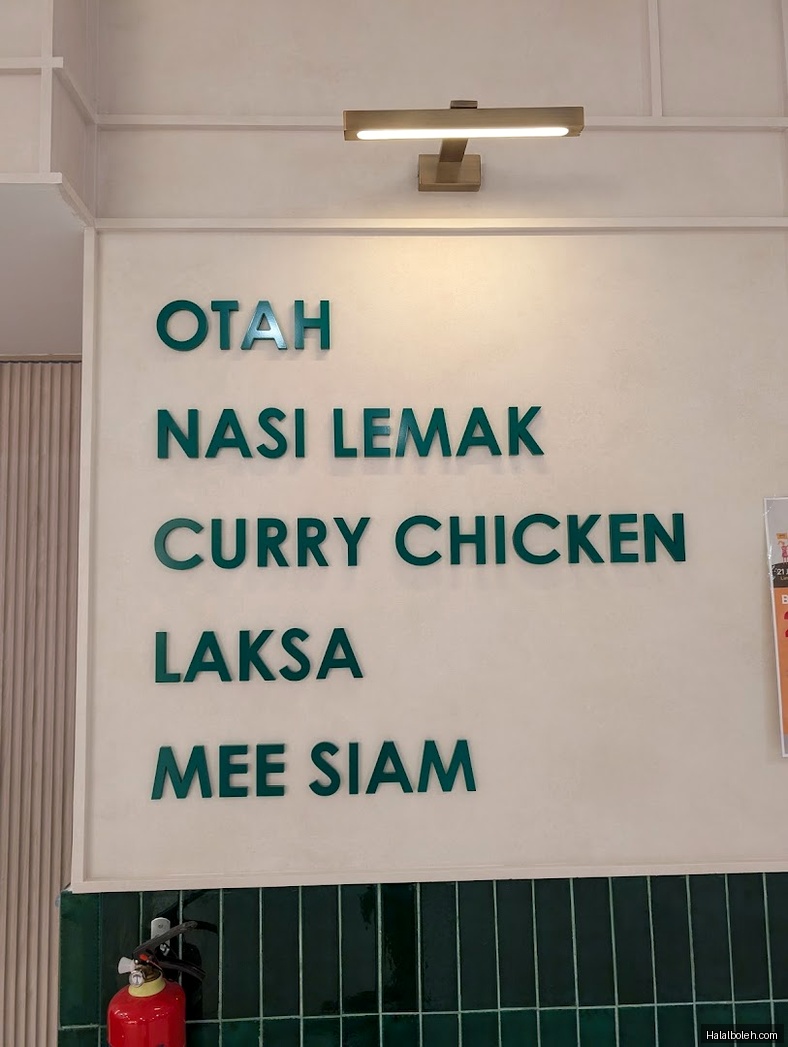 OTAH
NASI LEMAK
CURRY CHICKEN
LAKSA
MEE SIAM
Halalboleh.com